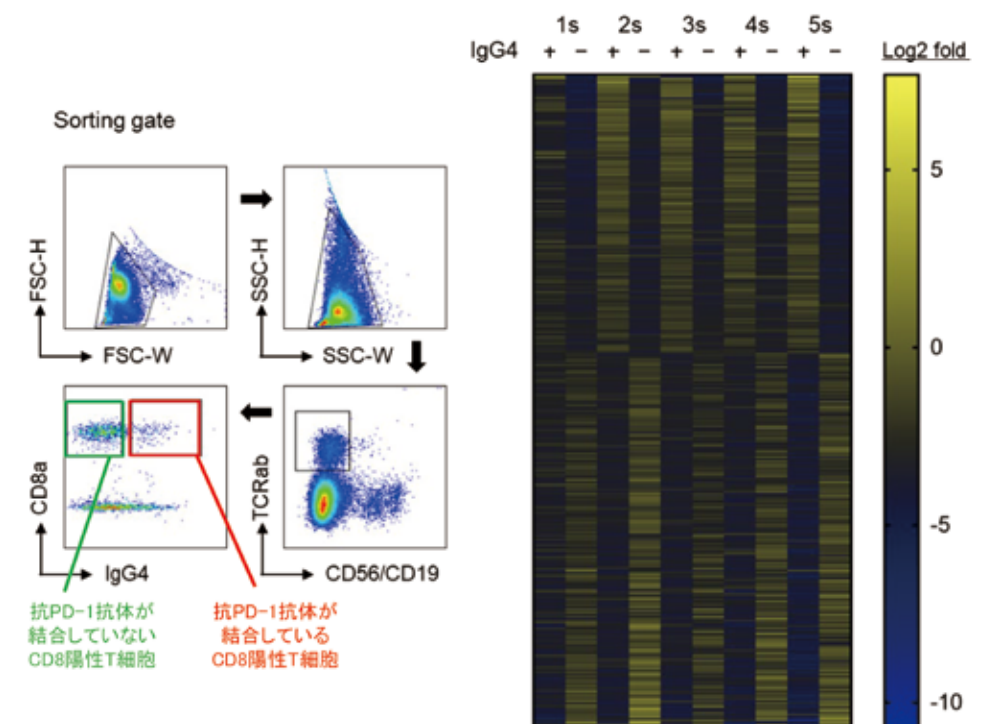 Sorting gate
FSC-H
FSC-W
SSC-H
SSC-W
CD8a
IgG4
TCRab
CD56/CD19
抗PD-1抗体が
結合していない
CD8陽性T細胞
抗PD-1抗体が
結合している
CD8陽性T細胞
1s 2s 3s 4s 5s
IgG4 + − + − + − + − + −
Log2 fold
5
0
-5
-10